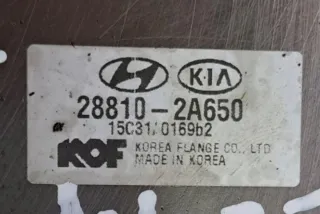 KIA
28810-2A650
15C31/0169b2
KOF KOREA FLANGE CO., LTD
MADE IN KOREA